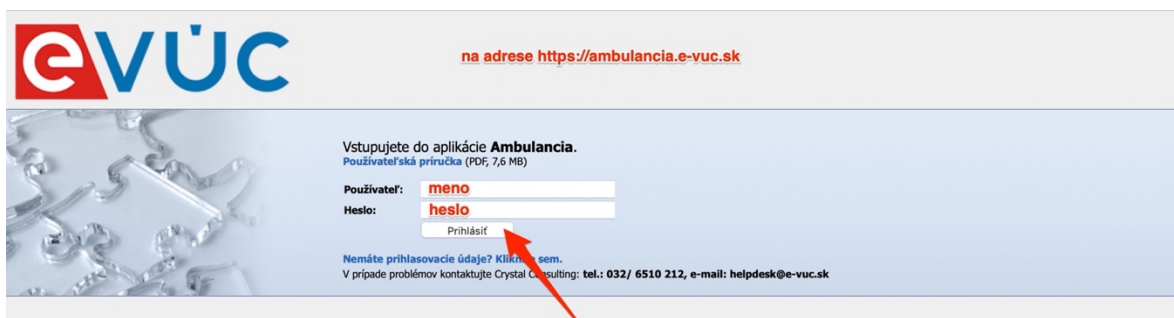 eVÚC
na adrese https://ambulancia.e-vuc.sk
Vstupujete do aplikácie Ambulancia.
Používateľská príručka (PDF, 7,6 MB)
Používateľ: meno
Heslo: heslo
Prihlásiť
Nemáte prihlasovacie údaje? Kliknite sem.
V prípade problémov kontaktujte Crystal Consulting: tel.: 032/ 6510 212, e-mail: helpdesk@e-vuc.sk